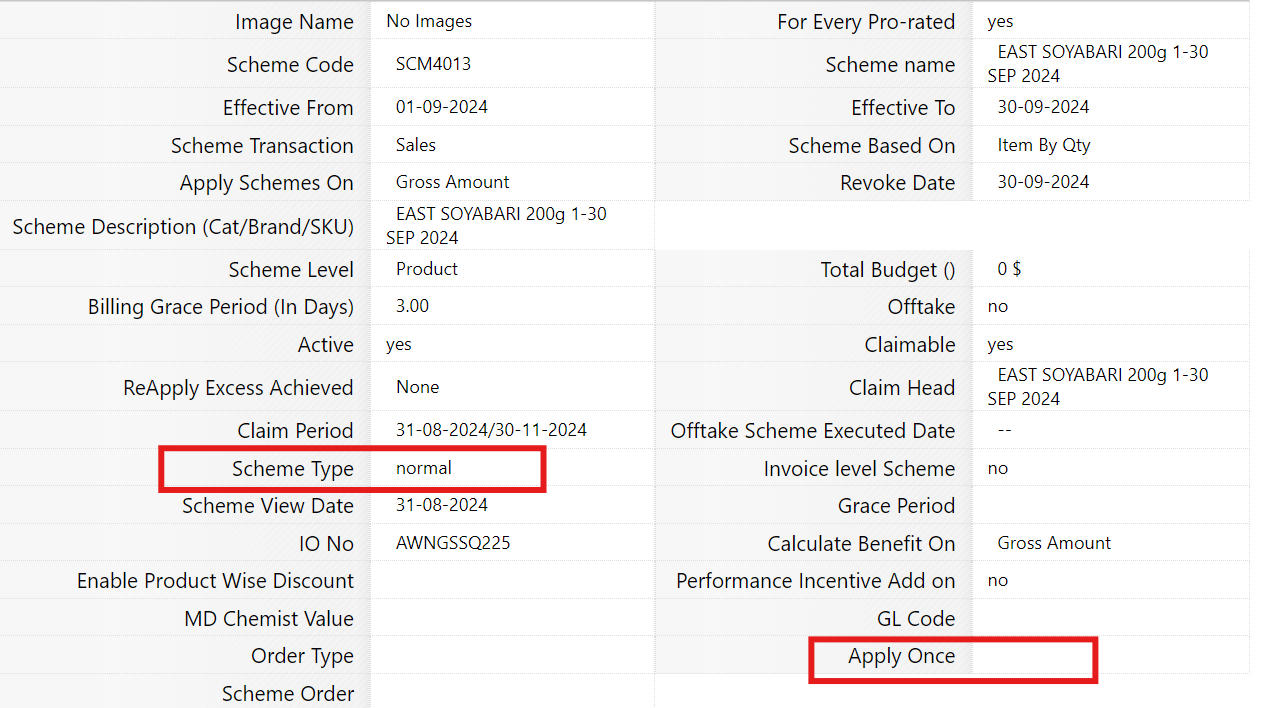 Image Name No Images For Every Pro-rated yes
Scheme Code SCM4013 Scheme name EAST SOYABARI 200g 1-30
SEP 2024
Effective From 01-09-2024 Effective To 30-09-2024
Scheme Transaction Sales Scheme Based On Item By Qty
Apply Schemes On Gross Amount Revoke Date 30-09-2024
Scheme Description (Cat/Brand/SKU) EAST SOYABARI 200g 1-30
SEP 2024
Scheme Level Product Total Budget () 0 $
Billing Grace Period (In Days) 3.00 Offtake no
Active yes Claimable yes
ReApply Excess Achieved None Claim Head EAST SOYABARI 200g 1-30
SEP 2024
Claim Period 31-08-2024/30-11-2024 Offtake Scheme Executed Date --
Scheme Type normal Invoice level Scheme no
Scheme View Date 31-08-2024 Grace Period
IO No AWNGSSQ225 Calculate Benefit On Gross Amount
Enable Product Wise Discount Performance Incentive Add on no
MD Chemist Value GL Code
Order Type Apply Once
Scheme Order